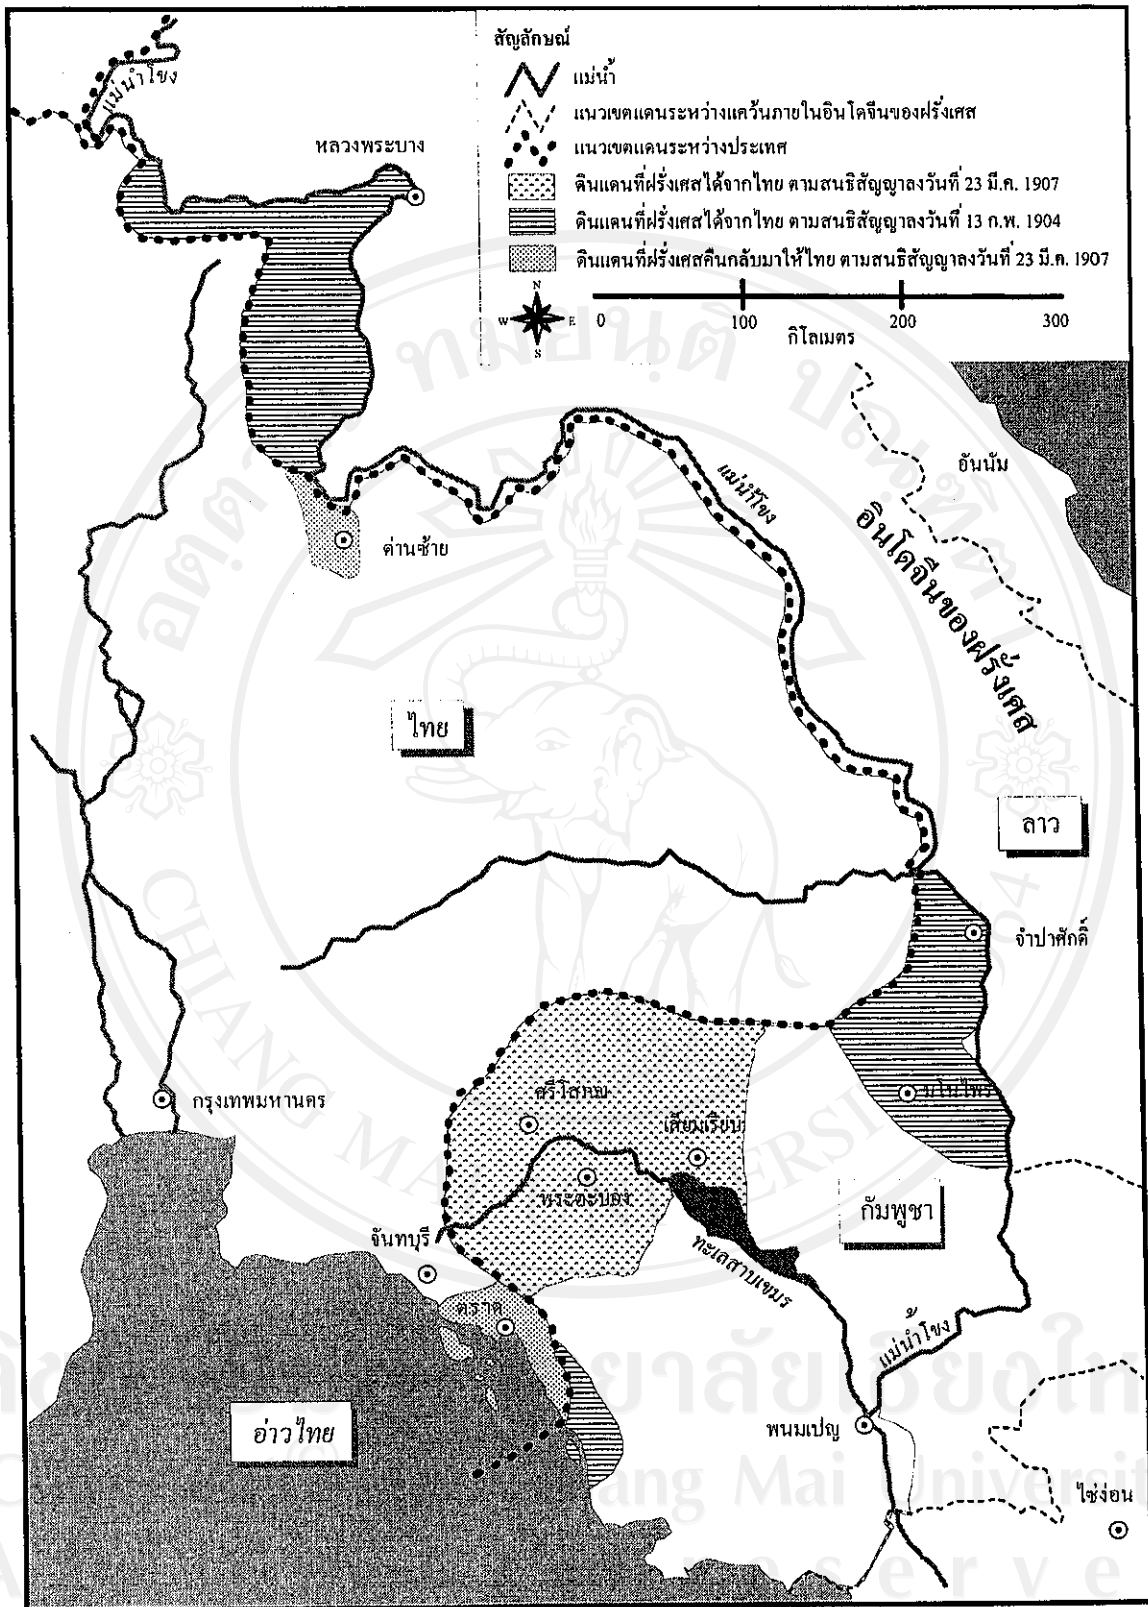 สัญลักษณ์
แม่น้ำ
แนวเขตแดนระหว่างแคว้นภายในอินโดจีนของฝรั่งเศส
แนวเขตแดนระหว่างประเทศ
ดินแดนที่ฝรั่งเศสได้จากไทย ตามสนธิสัญญาลงวันที่ 23 มี.ค. 1907
ดินแดนที่ฝรั่งเศสได้จากไทย ตามสนธิสัญญาลงวันที่ 13 ก.พ. 1904
ดินแดนที่ฝรั่งเศสคืนกลับมาให้ไทย ตามสนธิสัญญาลงวันที่ 23 มี.ค. 1907
N
W E
S
0 100 200 300
กิโลเมตร
แม่น้ำโขง
หลวงพระบาง
อันนัม
แม่น้ำโขง
อินโดจีนของฝรั่งเศส
ด่านซ้าย
ไทย
ลาว
จำปาศักดิ์
กรุงเทพมหานคร
ศรีโสภณ
มโนไพร
เสียมเรียบ
พระตะบอง
กัมพูชา
จันทบุรี
ทะเลสาบเขมร
ตราด
แม่น้ำโขง
อ่าวไทย
พนมเปญ
ไซ่ง่อน
CHIANG MAI UNIVERSITY